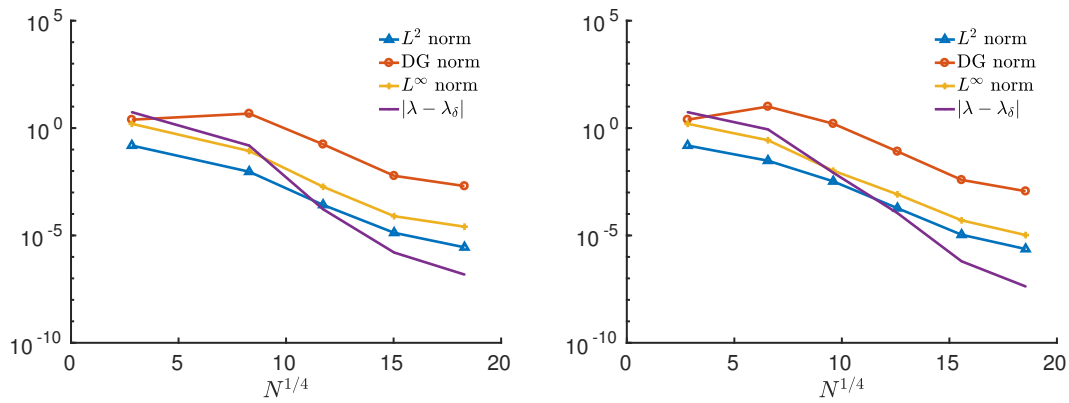 10^5
10^0
10^-5
10^-10
0 5 10 15 20
N^{1/4}
L^2 norm
DG norm
L^∞ norm
|λ − λ_δ|
10^5
10^0
10^-5
10^-10
0 5 10 15 20
N^{1/4}
L^2 norm
DG norm
L^∞ norm
|λ − λ_δ|